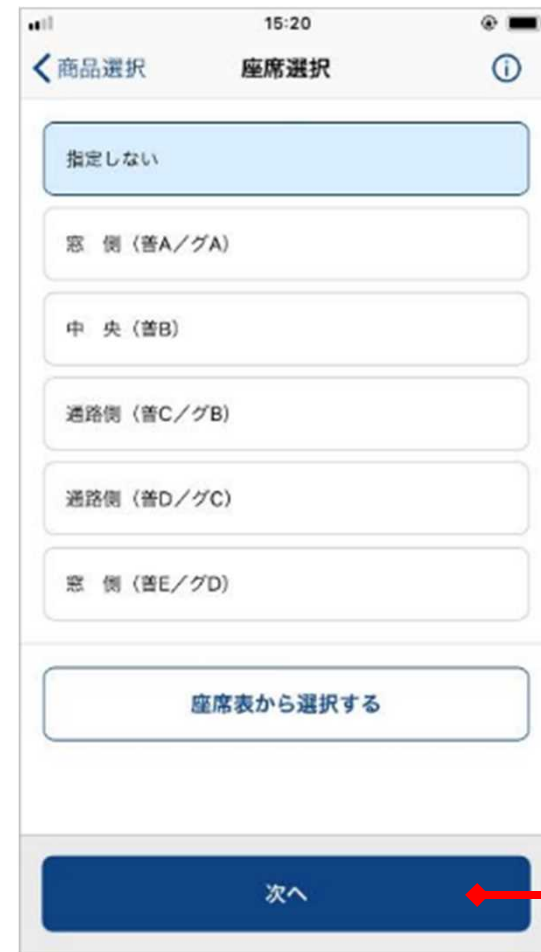 15:20
商品選択
座席選択
指定しない
窓　側（普A／グA）
中　央（普B）
通路側（普C／グB）
通路側（普D／グC）
窓　側（普E／グD）
座席表から選択する
次へ